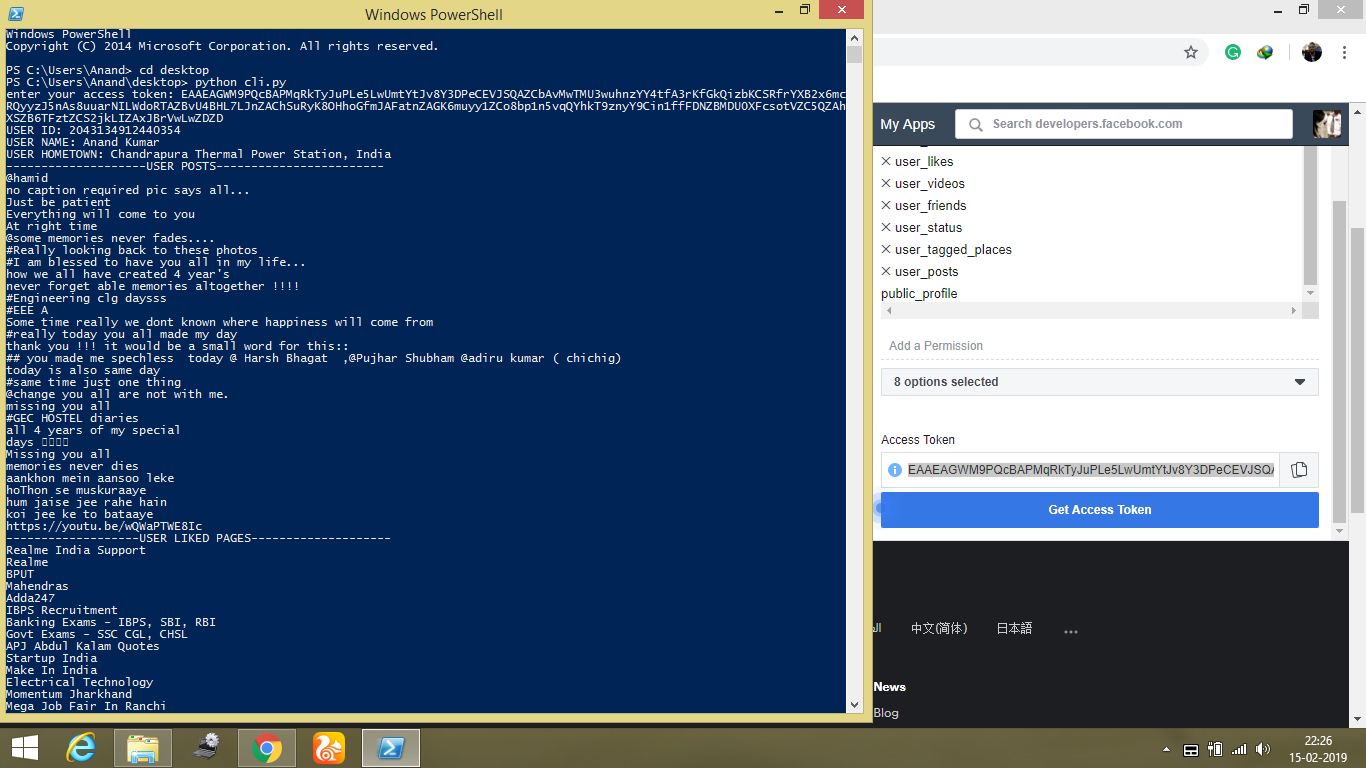 Windows PowerShell
Windows PowerShell
Copyright (C) 2014 Microsoft Corporation. All rights reserved.
PS C:\Users\Anand> cd desktop
PS C:\Users\Anand\desktop> python cli.py
enter your access token:
USER ID: 2043134912440354
USER NAME: Anand Kumar
USER HOMETOWN: Chandrapura Thermal Power Station, India
--------------------USER POSTS------------------------
@hamid
no caption required pic says all...
Just be patient
Everything will come to you
At right time
@some memories never fades....
#Really looking back to these photos
#I am blessed to have you all in my life...
how we all have created 4 year's
never forget able memories altogether !!!!
#Engineering clg daysss
#EEE A
Some time really we dont known where happiness will come from
#really today you all made my day
thank you !!! it would be a small word for this::
## you made me spechless  today @ Harsh Bhagat  ,@Pujhar Shubham @adiru kumar ( chichig)
today is also same day
#same time just one thing
@change you all are not with me.
missing you all
#GEC HOSTEL diaries
all 4 years of my special
days
Missing you all
memories never dies
aankhon mein aansoo leke
hoThon se muskuraaye
hum jaise jee rahe hain
koi jee ke to bataaye
https://youtu.be/wQWaPTWE8Ic
-------------------USER LIKED PAGES--------------------
Realme India Support
Realme
BPUT
Mahendras
Adda247
IBPS Recruitment
Banking Exams - IBPS, SBI, RBI
Govt Exams - SSC CGL, CHSL
APJ Abdul Kalam Quotes
Startup India
Make In India
Electrical Technology
Momentum Jharkhand
Mega Job Fair In Ranchi
My Apps
Search developers.facebook.com
user_likes
user_videos
user_friends
user_status
user_tagged_places
user_posts
public_profile
Add a Permission
8 options selected
Access Token
Get Access Token
中文(简体)
日本語
...
News
Blog
22:26
15-02-2019